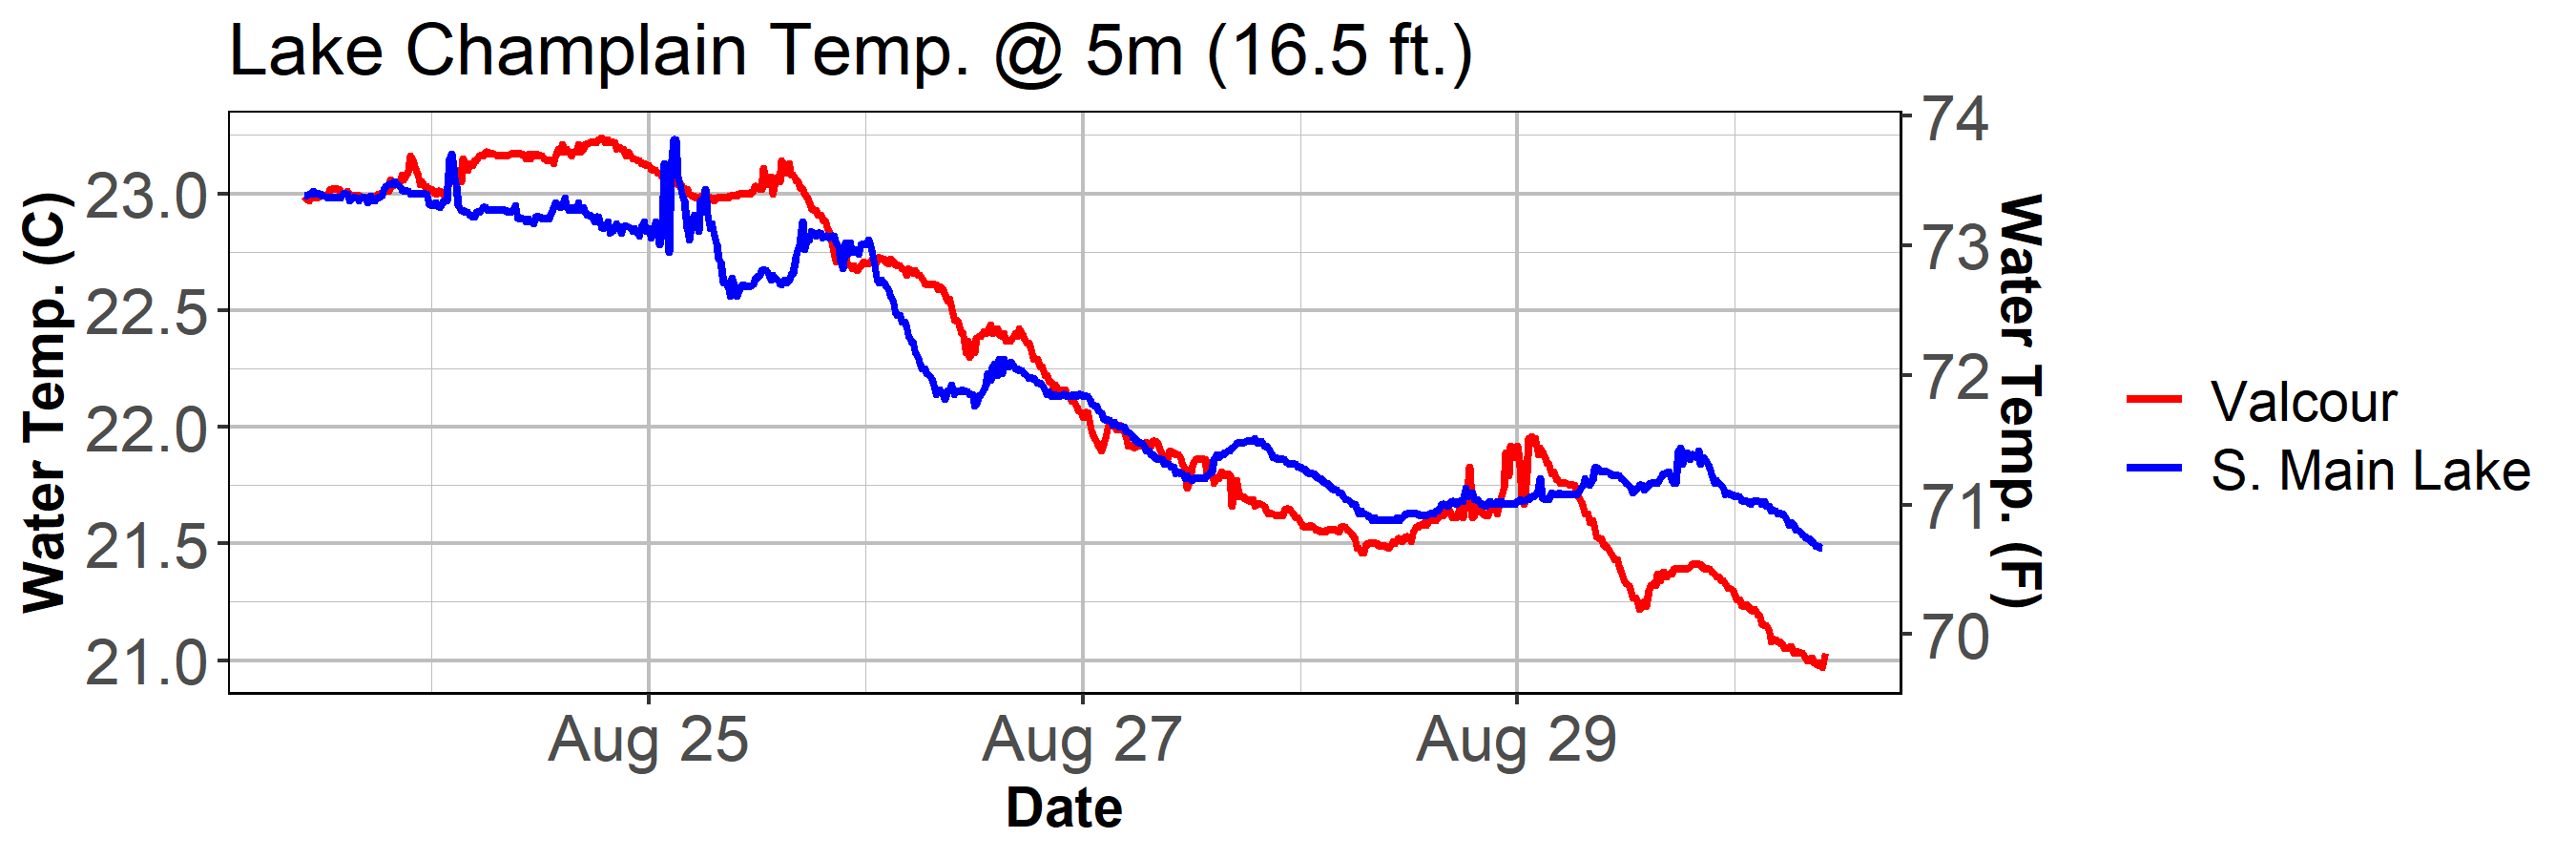 Lake Champlain Temp. @ 5m (16.5 ft.)
Water Temp. (C)
23.0
22.5
22.0
21.5
21.0
74
73
72
71
70
Water Temp. (F)
Aug 25
Aug 27
Aug 29
Date
Valcour
S. Main Lake